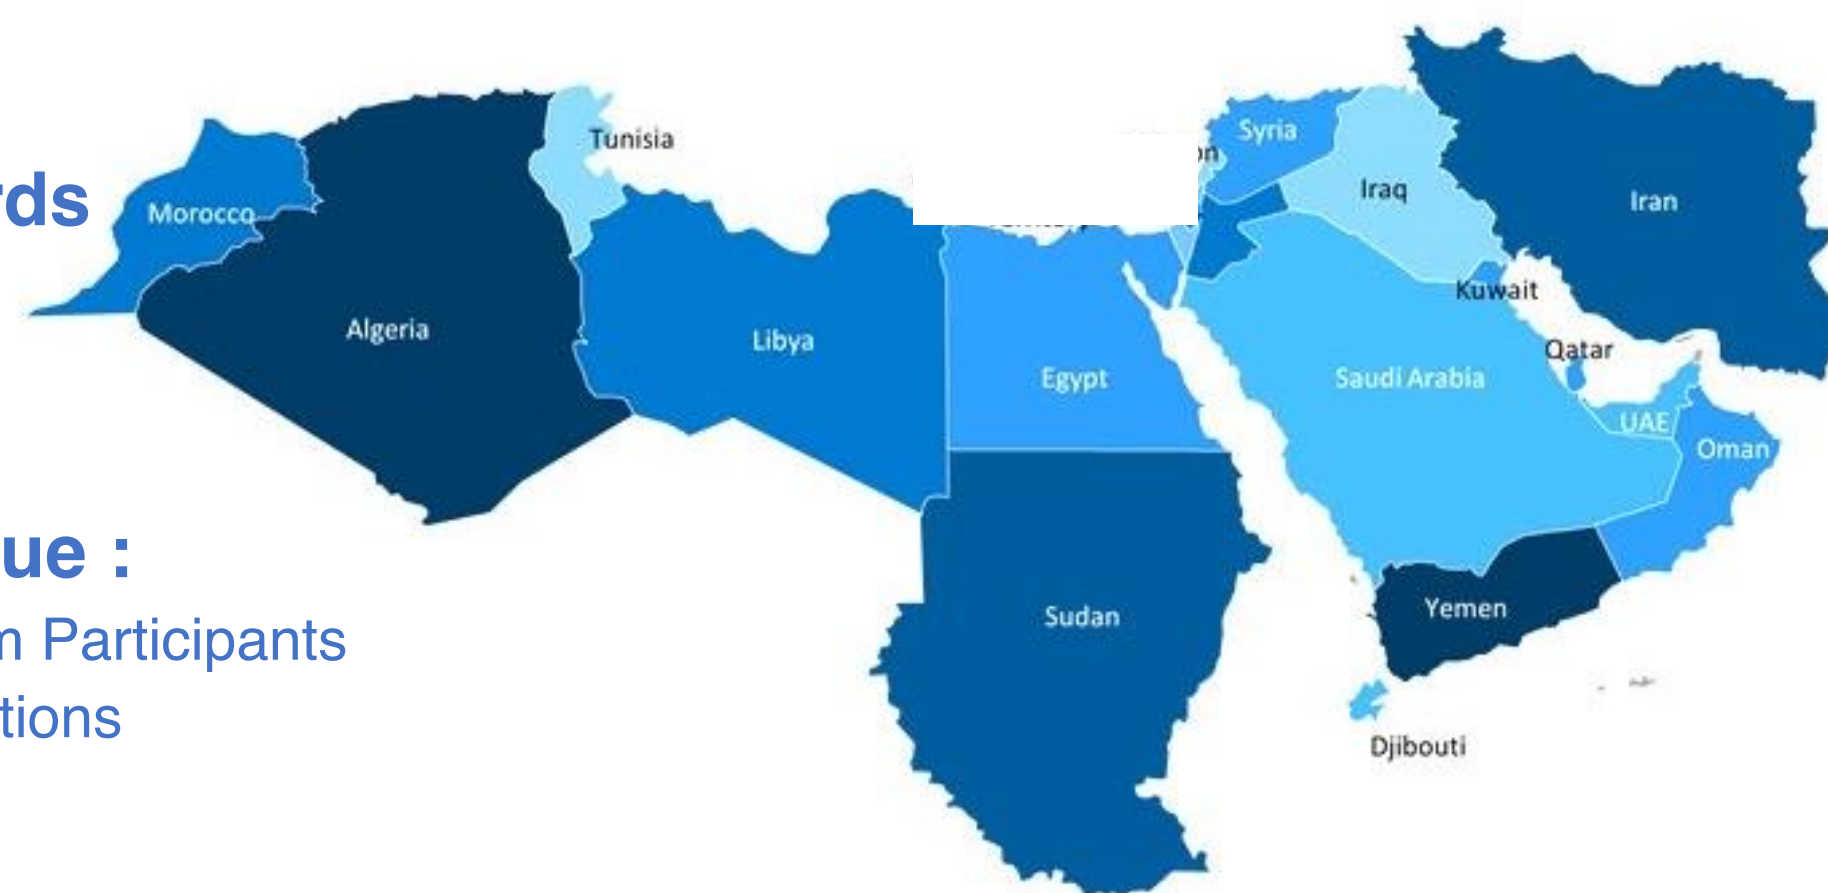 Tunisia
Syria
on
rds
Morocco
Iraq
Iran
Kuwait
Algeria
Libya
Qatar
Egypt
Saudi Arabia
UAE
Oman
ue :
m Participants
tions
Sudan
Yemen
Djibouti